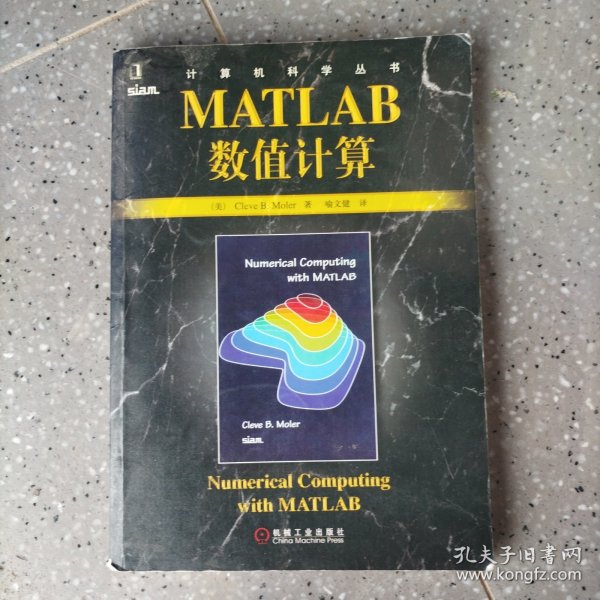 计算机科学丛书
siam
MATLAB
数值计算
(美) Cleve B. Moler 著 喻文健 译
Numerical Computing
with MATLAB
Cleve B. Moler
siam
Numerical Computing
with MATLAB
机械工业出版社
China Machine Press
孔夫子旧书网
www.kongfz.com